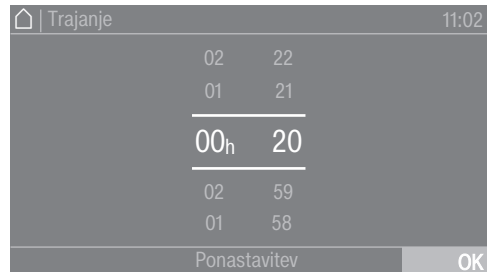 | Trajanje 11:02
02 22
01 21
00h 20
02 59
01 58
Ponastavitev OK